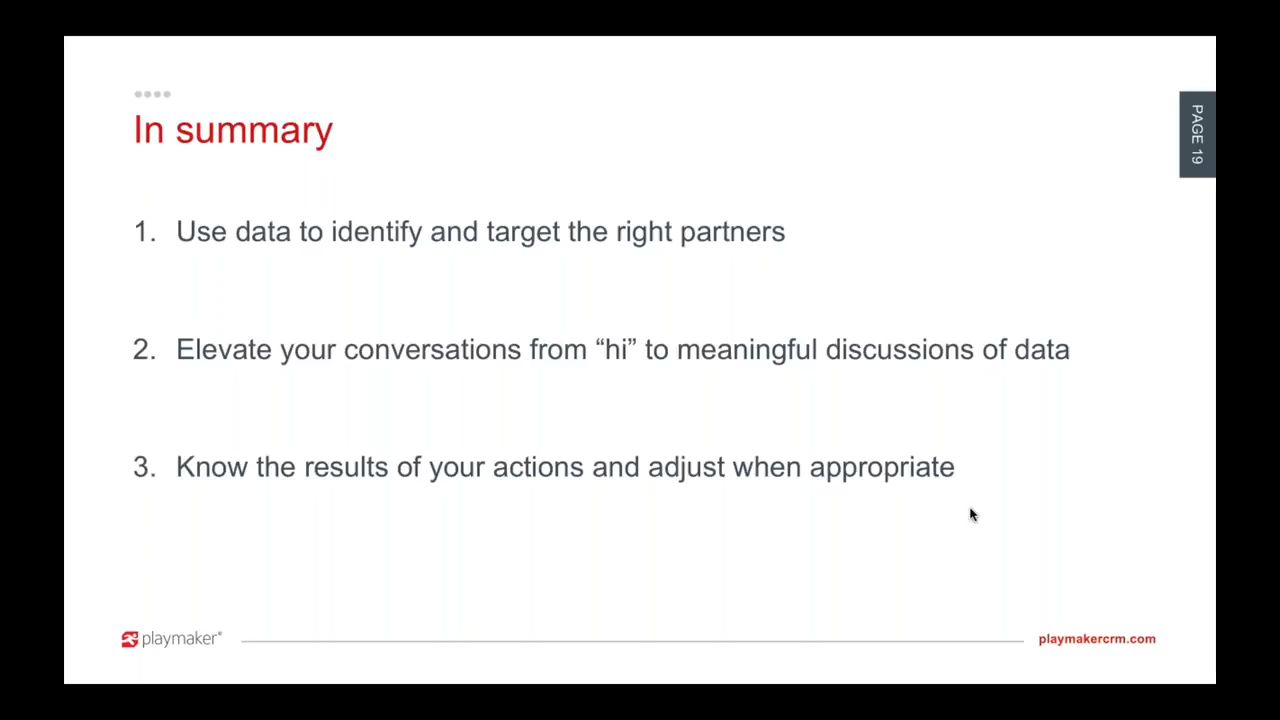 In summary
PAGE 19
1. Use data to identify and target the right partners
2. Elevate your conversations from “hi” to meaningful discussions of data
3. Know the results of your actions and adjust when appropriate
playmaker®
playmakercrm.com